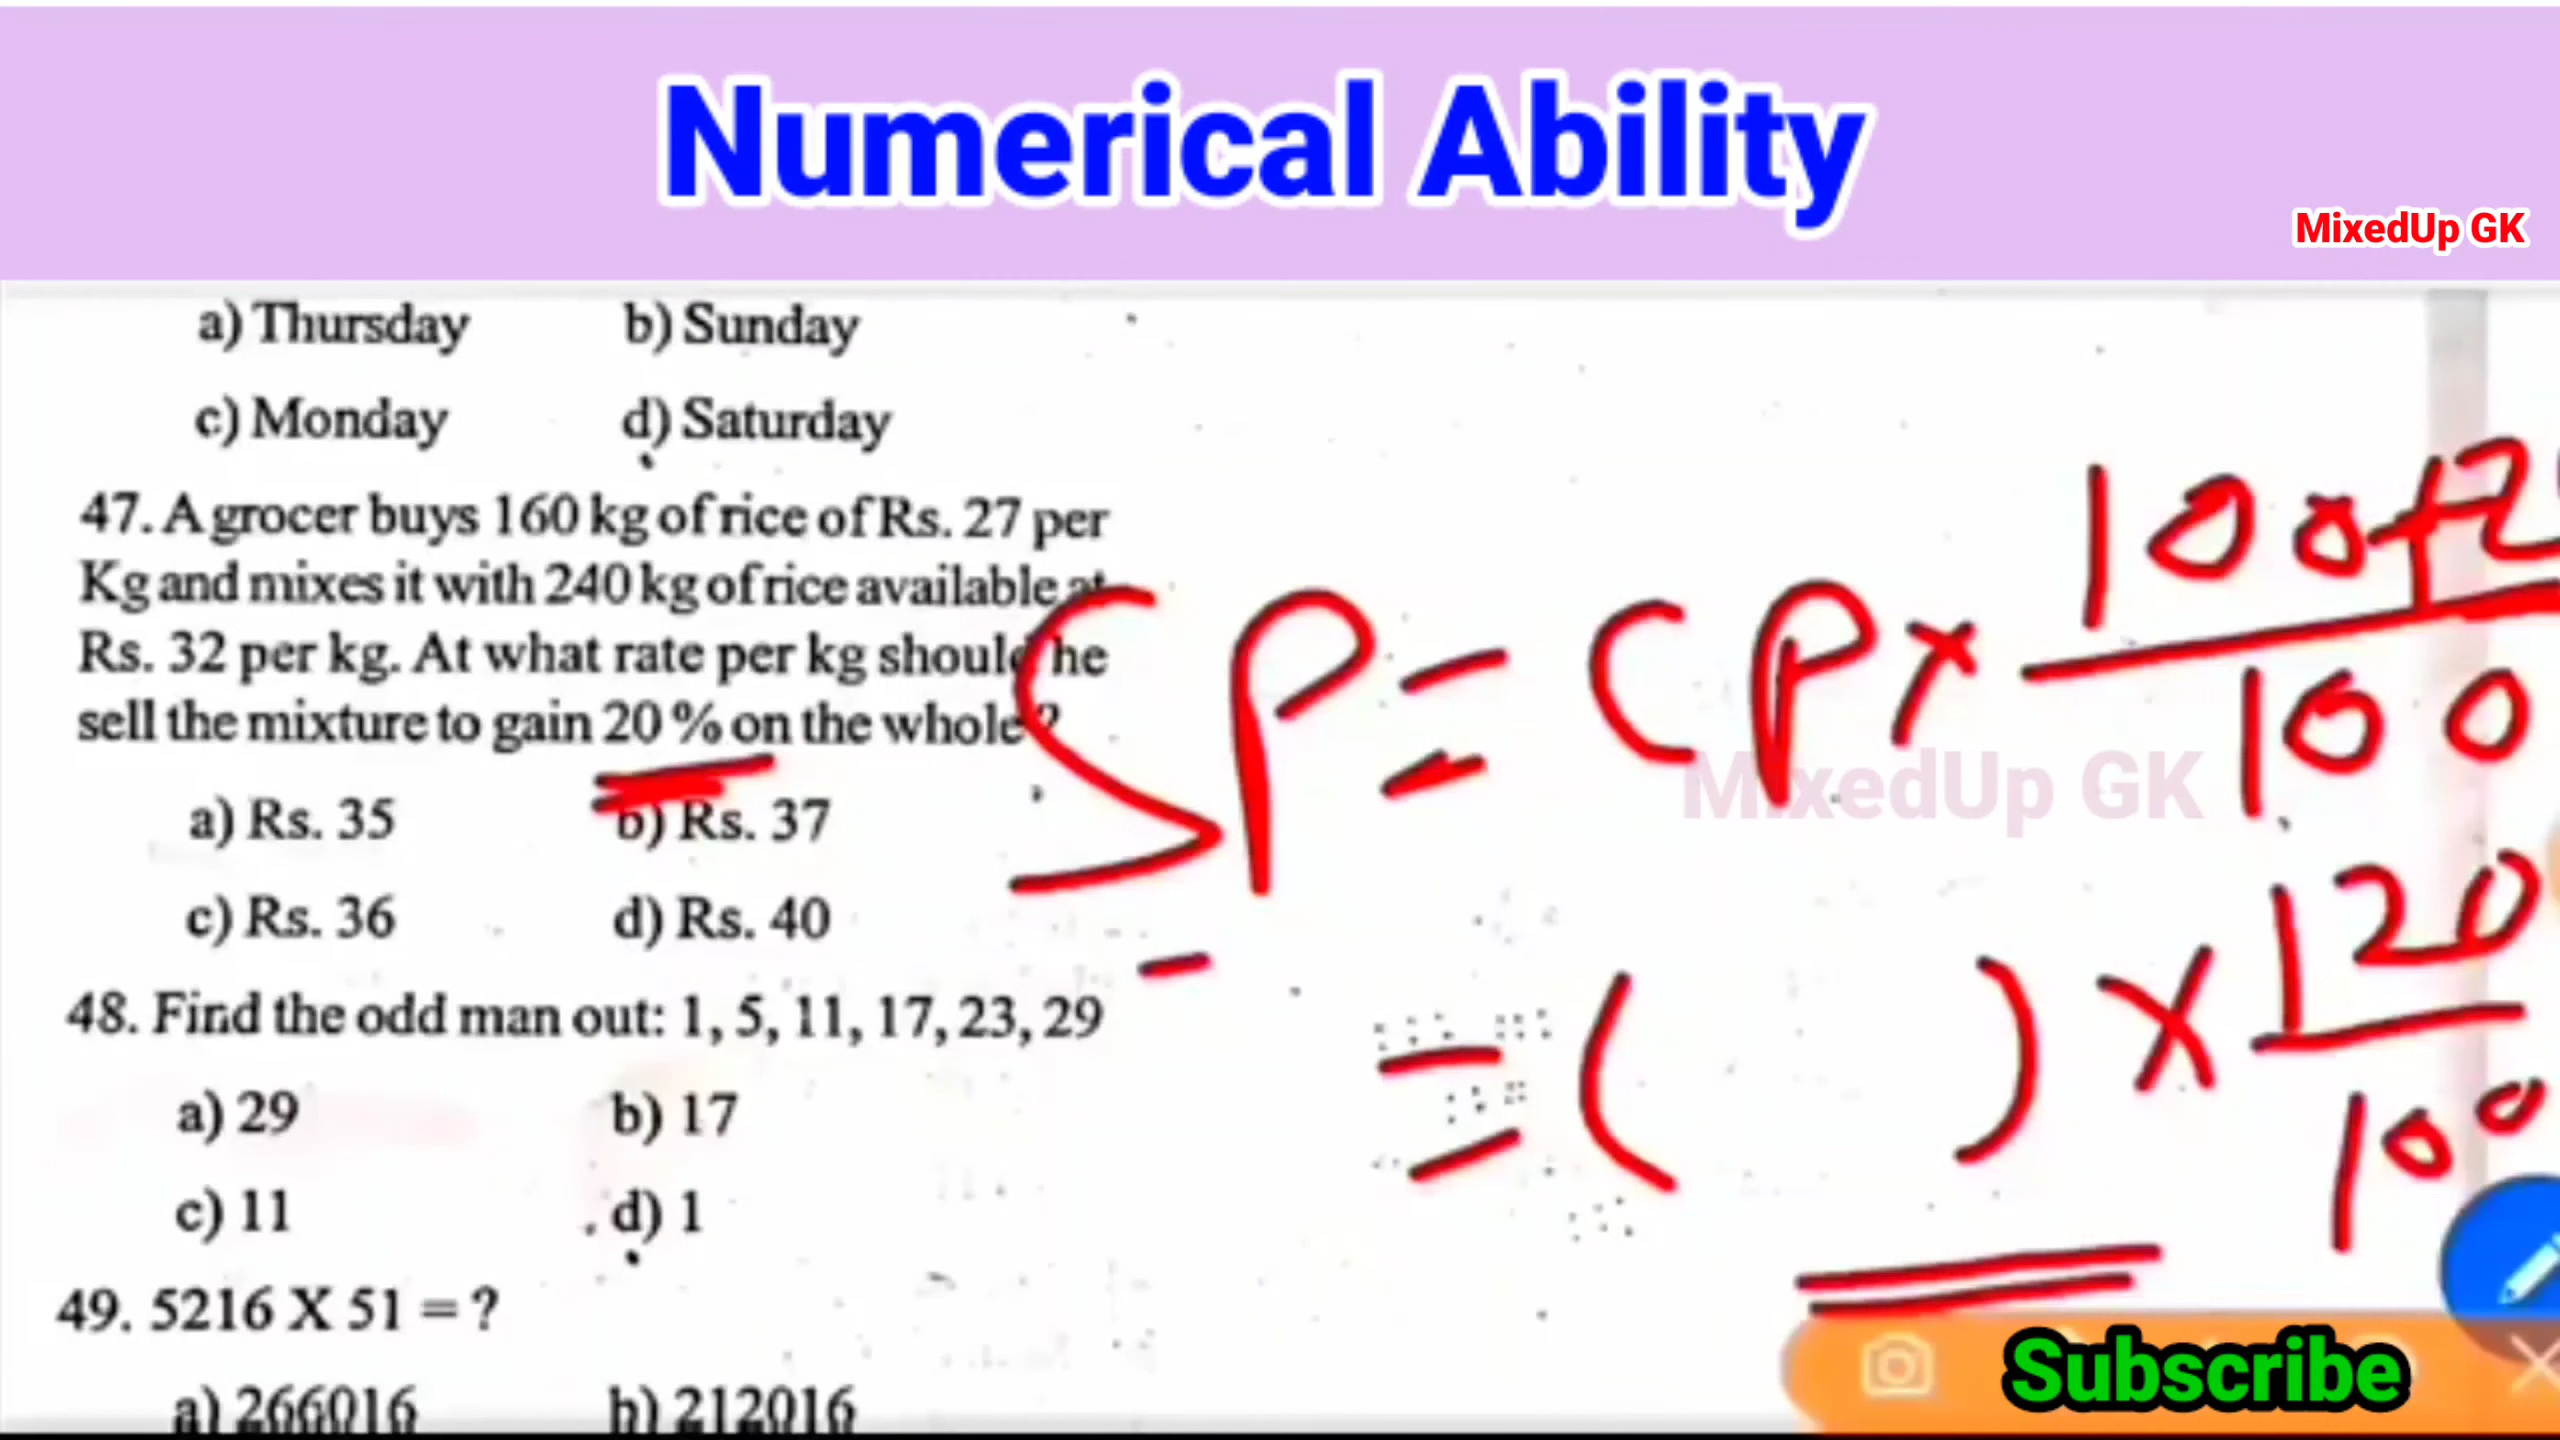 Numerical Ability
MixedUp GK
a) Thursday b) Sunday
c) Monday d) Saturday
47. A grocer buys 160 kg of rice of Rs. 27 per
Kg and mixes it with 240 kg of rice available at
Rs. 32 per kg. At what rate per kg should he
sell the mixture to gain 20 % on the whole ?
a) Rs. 35 b) Rs. 37
c) Rs. 36 d) Rs. 40
48. Find the odd man out: 1, 5, 11, 17, 23, 29
a) 29 b) 17
c) 11 d) 1
49. 5216 X 51 = ?
a) 266016 b) 212016
SP = CP × 100+2
100
= ( ) × 120
100
MixedUp GK
Subscribe